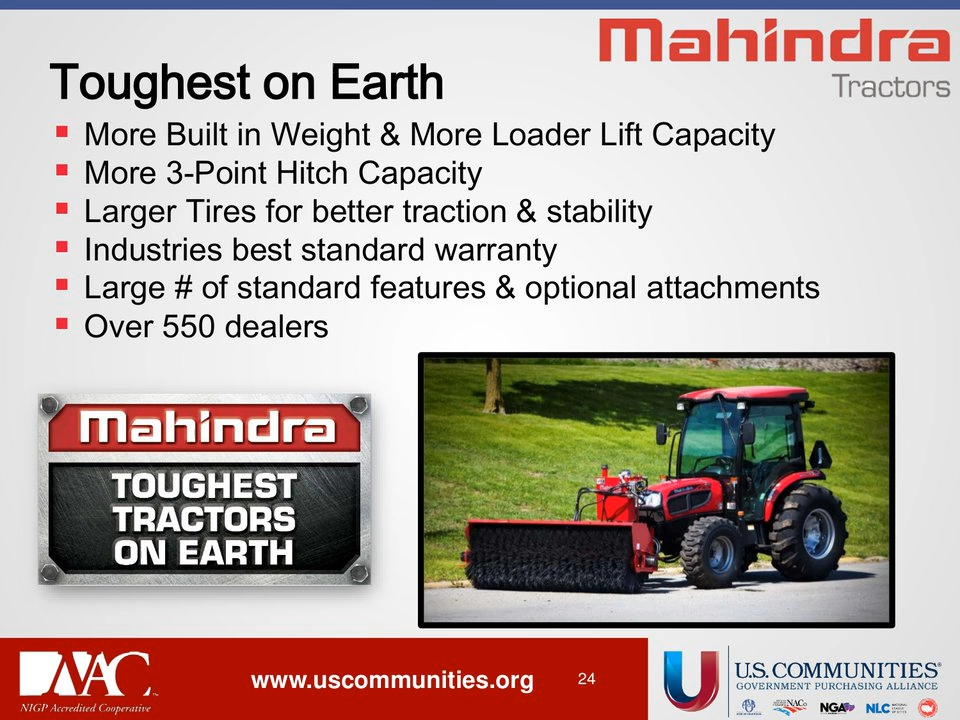 Mahindra
Tractors
Toughest on Earth
More Built in Weight & More Loader Lift Capacity
More 3-Point Hitch Capacity
Larger Tires for better traction & stability
Industries best standard warranty
Large # of standard features & optional attachments
Over 550 dealers
Mahindra
TOUGHEST
TRACTORS
ON EARTH
NAC
NIGP Accredited Cooperative
www.uscommunities.org
24
U.S. COMMUNITIES®
GOVERNMENT PURCHASING ALLIANCE
NACo
NGA
NLC